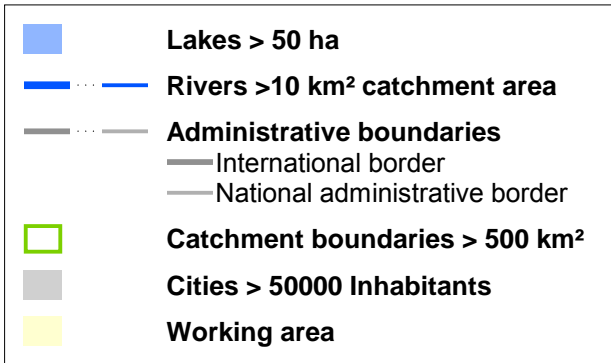 Lakes > 50 ha
Rivers >10 km² catchment area
Administrative boundaries
International border
National administrative border
Catchment boundaries > 500 km²
Cities > 50000 Inhabitants
Working area